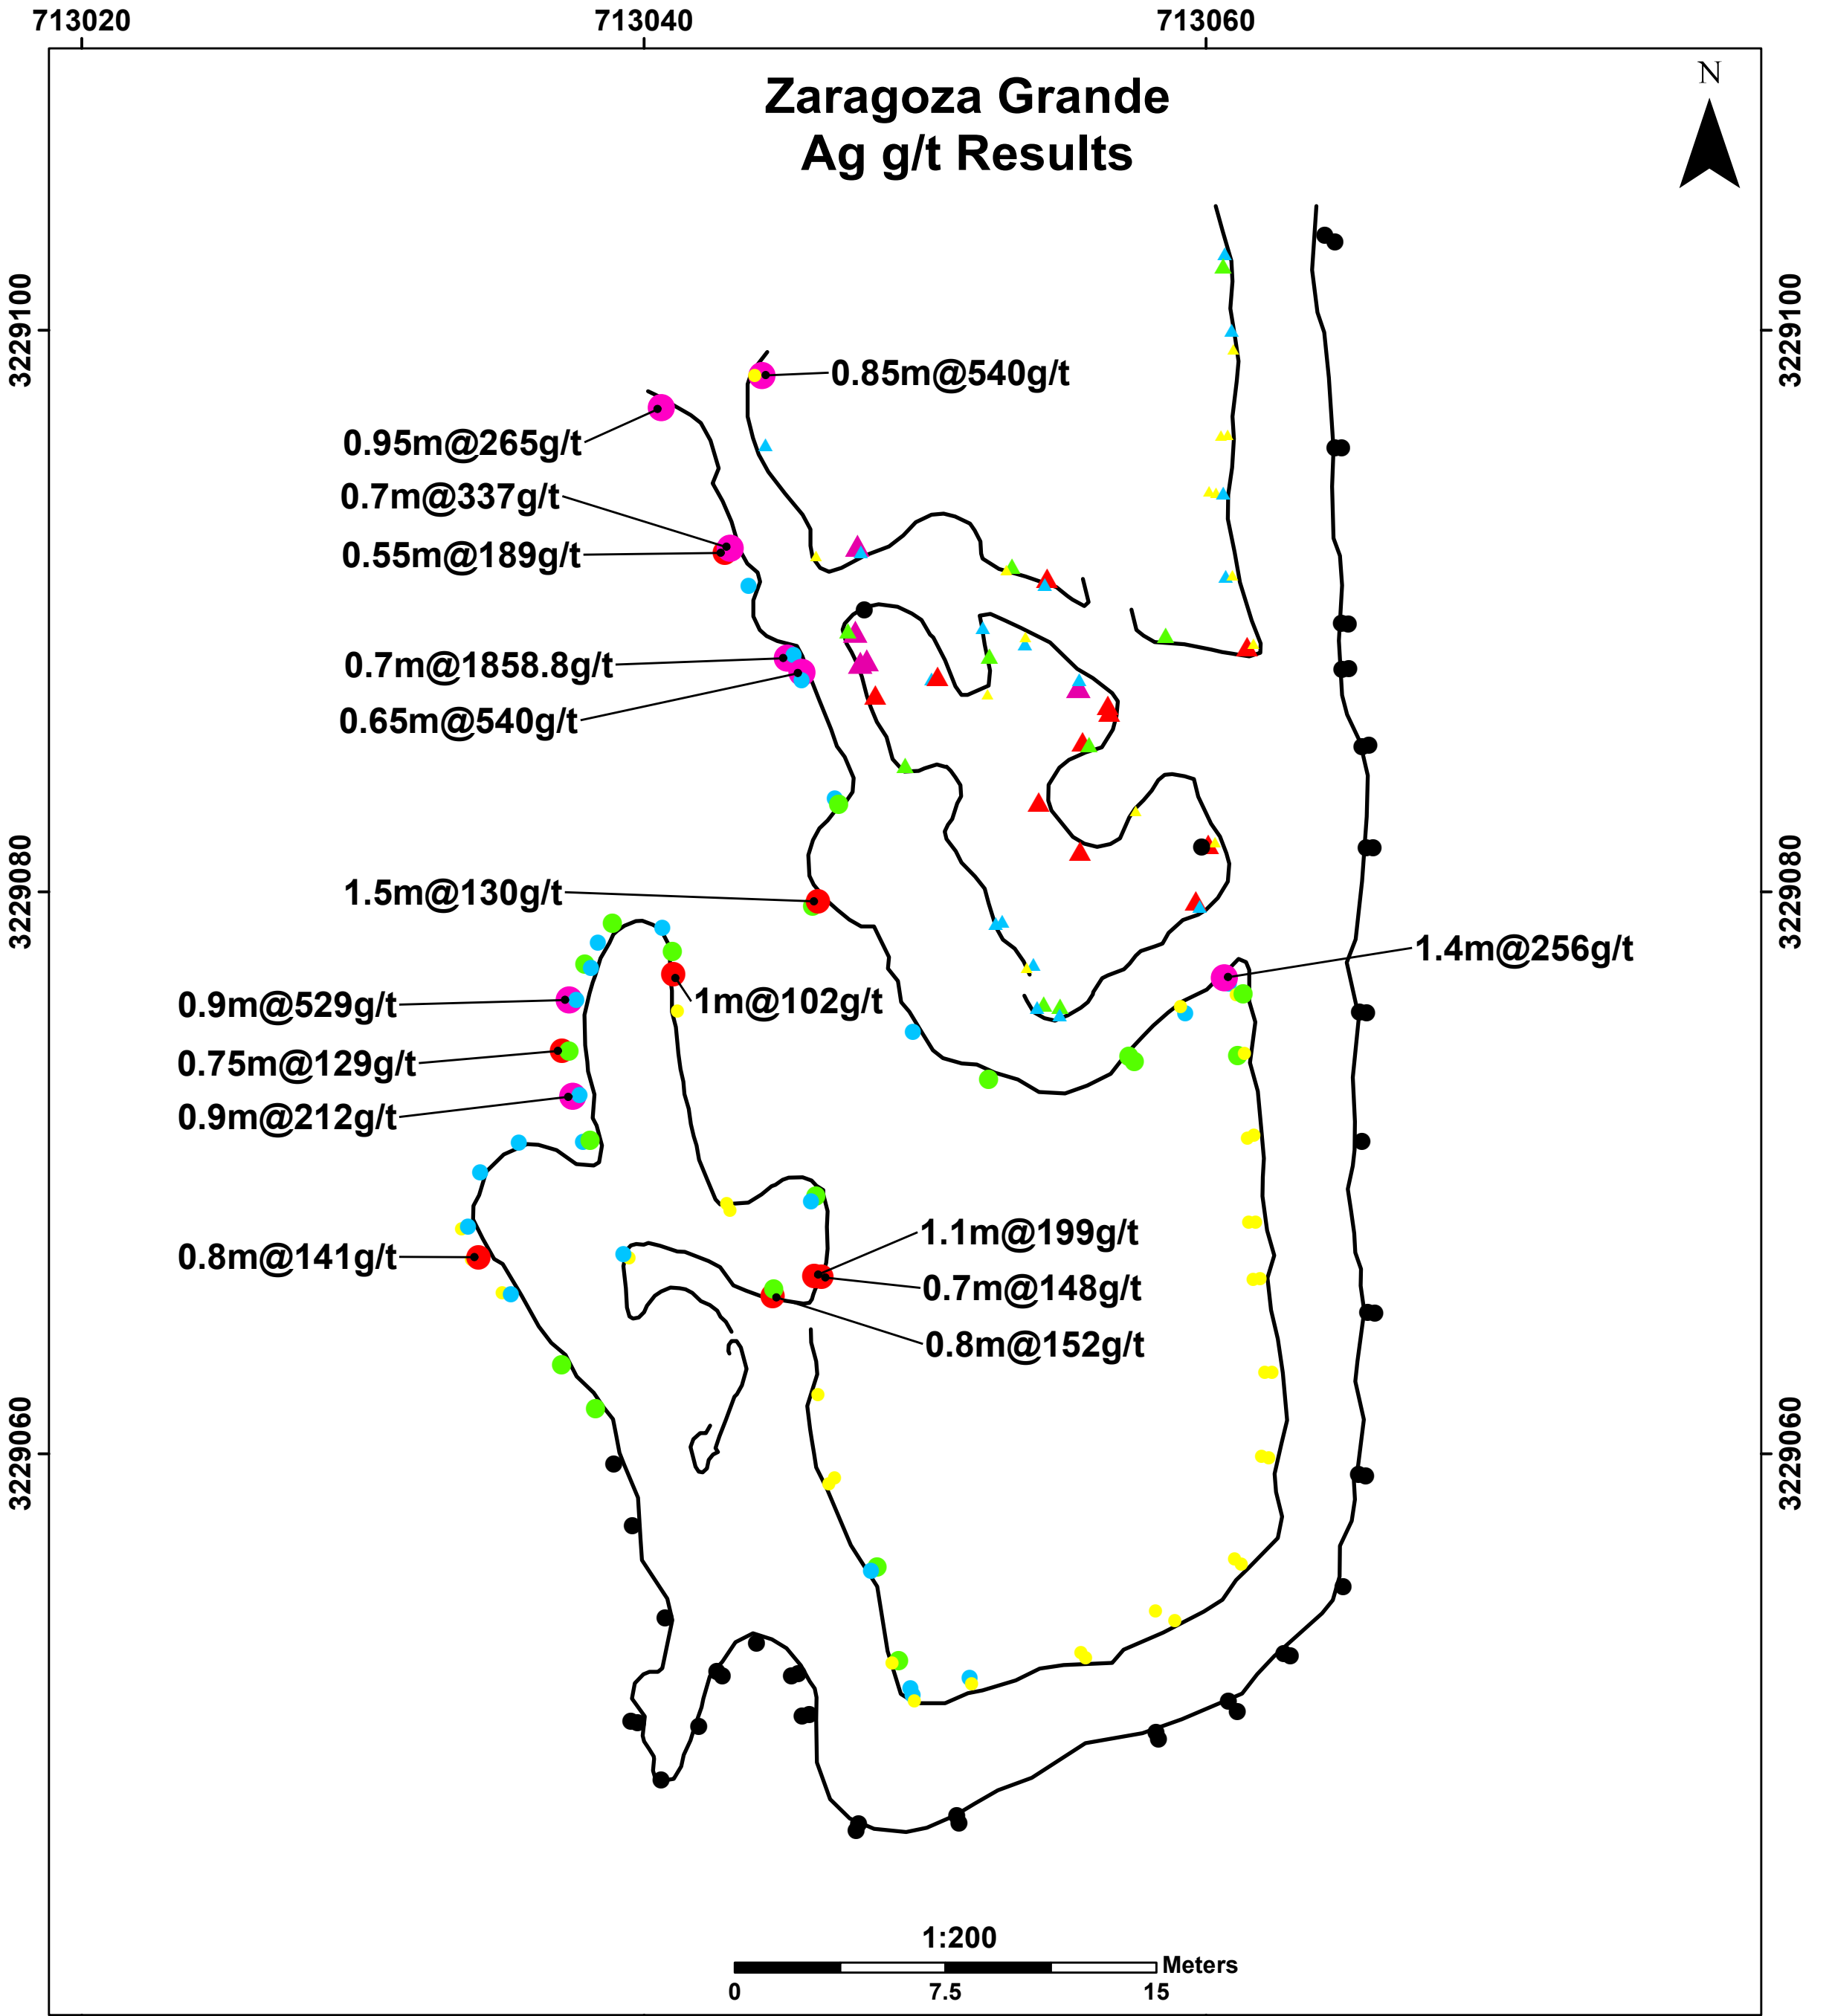 713020
713040
713060
N
Zaragoza Grande
Ag g/t Results
3229100
3229100
0.85m@540g/t
0.95m@265g/t
0.7m@337g/t
0.55m@189g/t
0.7m@1858.8g/t
0.65m@540g/t
3229080
3229080
1.5m@130g/t
1.4m@256g/t
0.9m@529g/t
1m@102g/t
0.75m@129g/t
0.9m@212g/t
1.1m@199g/t
0.8m@141g/t
0.7m@148g/t
0.8m@152g/t
3229060
3229060
1:200
Meters
0
7.5
15